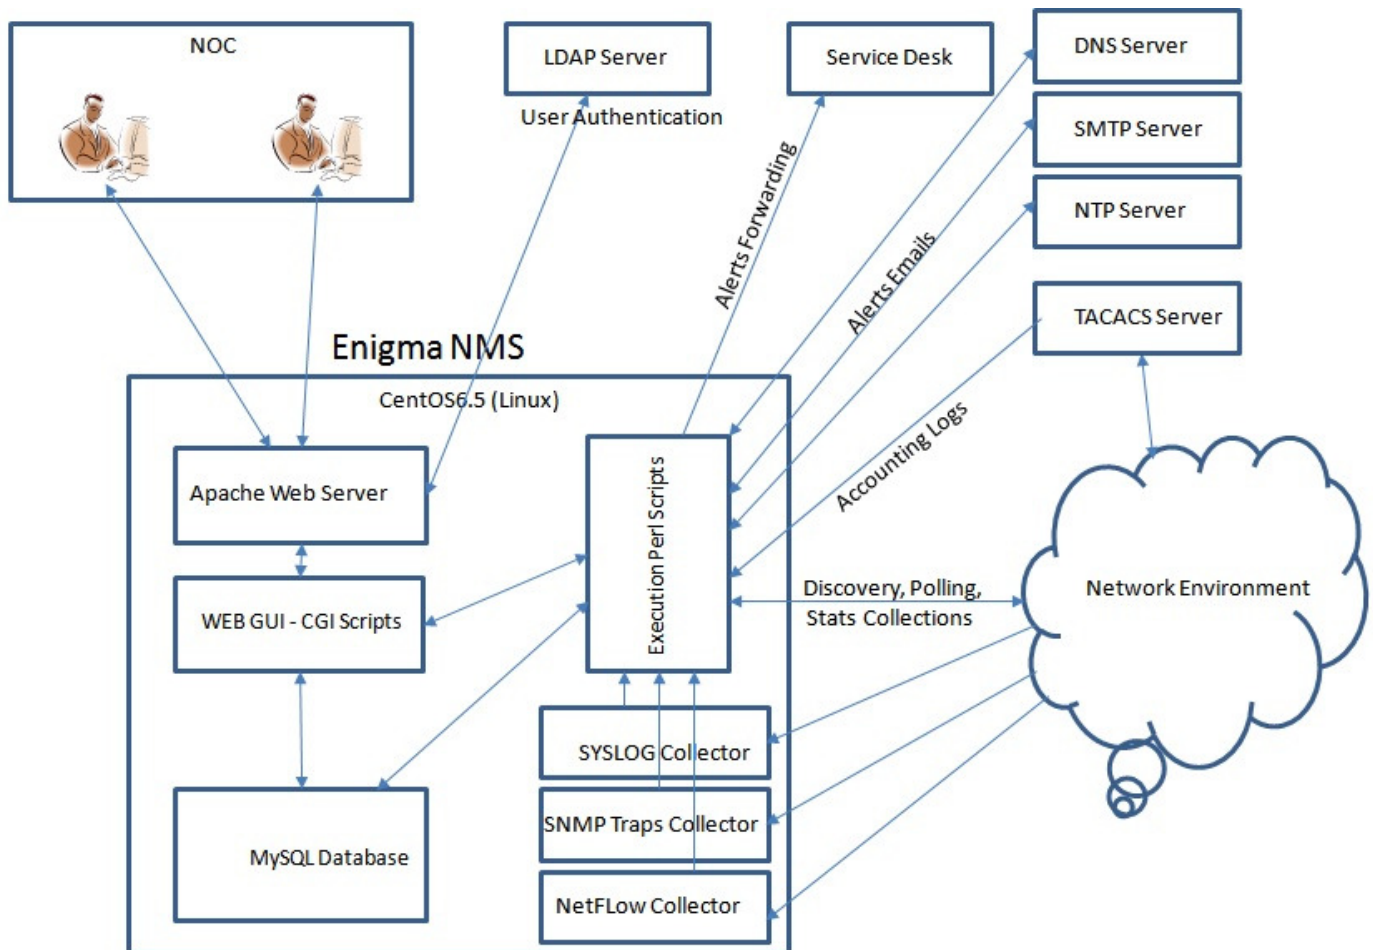 NOC
LDAP Server
Service Desk
DNS Server
User Authentication
SMTP Server
NTP Server
Alerts Forwarding
Alerts Emails
TACACS Server
Enigma NMS
CentOS6.5 (Linux)
Accounting Logs
Apache Web Server
Execution Perl Scripts
Discovery, Polling,
Stats Collections
Network Environment
WEB GUI - CGI Scripts
SYSLOG Collector
SNMP Traps Collector
MySQL Database
NetFLow Collector